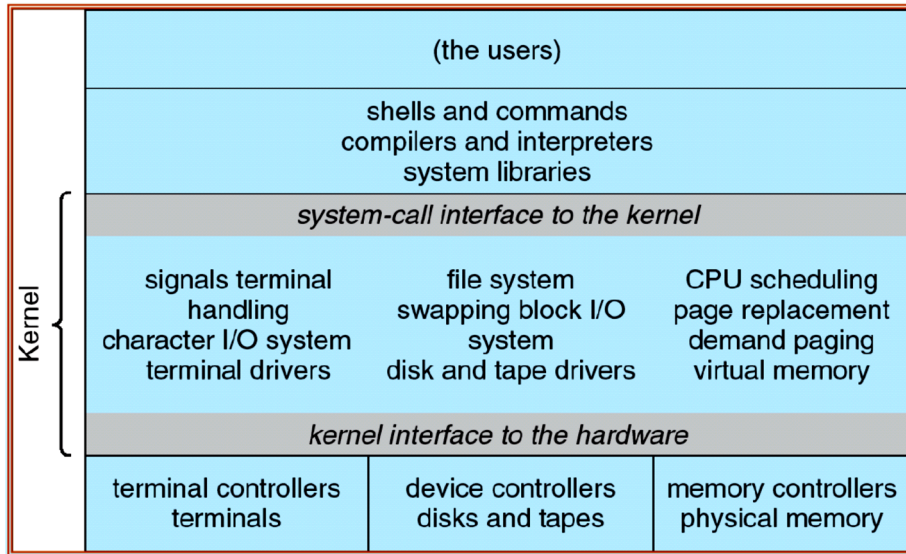 (the users)
shells and commands
compilers and interpreters
system libraries
Kernel
system-call interface to the kernel
signals terminal
handling
character I/O system
terminal drivers
file system
swapping block I/O
system
disk and tape drivers
CPU scheduling
page replacement
demand paging
virtual memory
kernel interface to the hardware
terminal controllers
terminals
device controllers
disks and tapes
memory controllers
physical memory